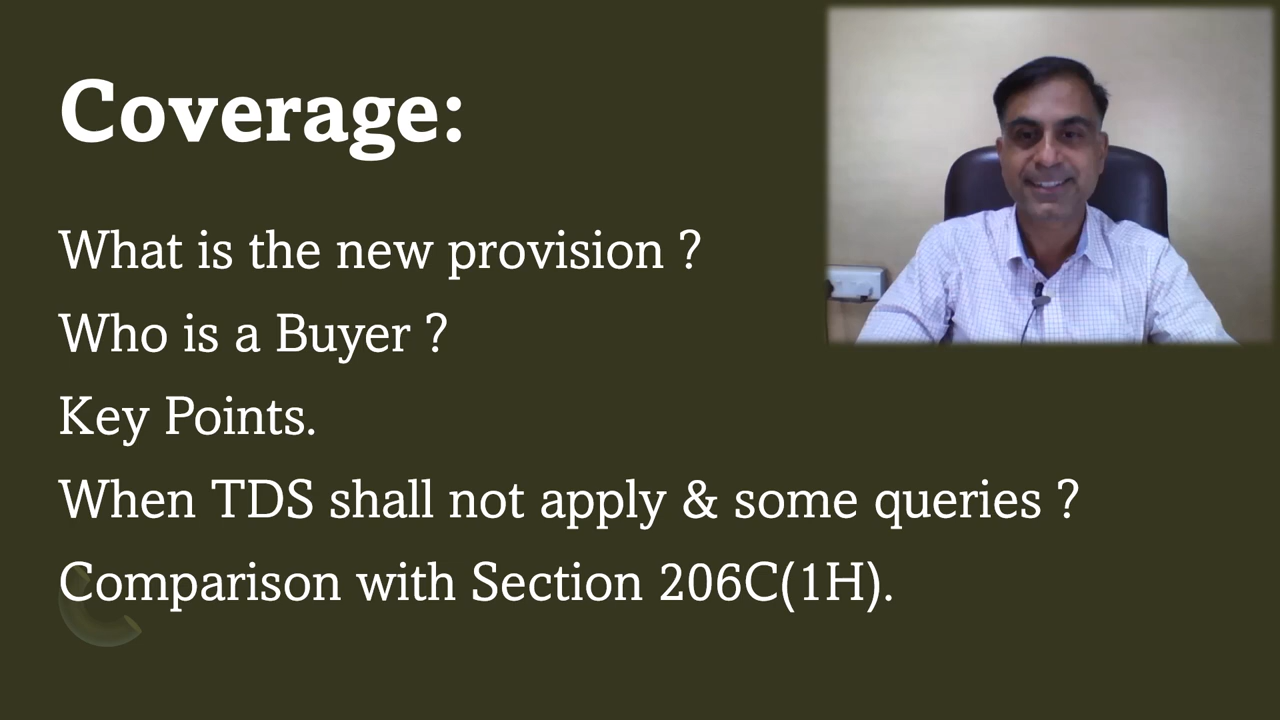 Coverage:
What is the new provision ?
Who is a Buyer ?
Key Points.
When TDS shall not apply & some queries ?
Comparison with Section 206C(1H).